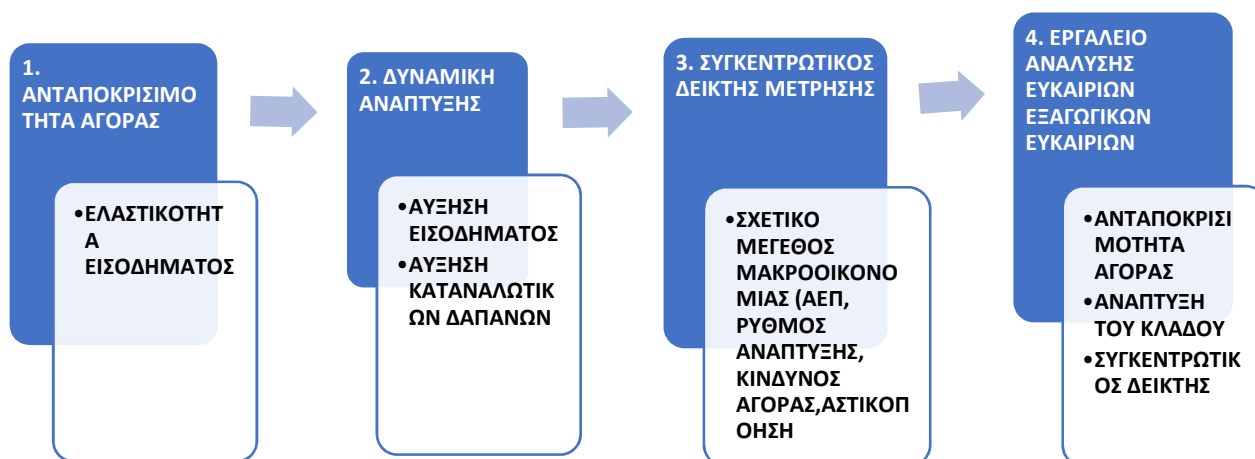 1.
ΑΝΤΑΠΟΚΡΙΣΙΜΟ
ΤΗΤΑ ΑΓΟΡΑΣ
•ΕΛΑΣΤΙΚΟΤΗΤ
Α
ΕΙΣΟΔΗΜΑΤΟΣ
2. ΔΥΝΑΜΙΚΗ
ΑΝΑΠΤΥΞΗΣ
•ΑΥΞΗΣΗ
ΕΙΣΟΔΗΜΑΤΟΣ
•ΑΥΞΗΣΗ
ΚΑΤΑΝΑΛΩΤΙΚ
ΩΝ ΔΑΠΑΝΩΝ
3. ΣΥΓΚΕΝΤΡΩΤΙΚΟΣ
ΔΕΙΚΤΗΣ ΜΕΤΡΗΣΗΣ
•ΣΧΕΤΙΚΟ
ΜΕΓΕΘΟΣ
ΜΑΚΡΟΟΙΚΟΝΟ
ΜΙΑΣ (ΑΕΠ,
ΡΥΘΜΟΣ
ΑΝΑΠΤΥΞΗΣ,
ΚΙΝΔΥΝΟΣ
ΑΓΟΡΑΣ,ΑΣΤΙΚΟΠ
ΟΗΣΗ
4. ΕΡΓΑΛΕΙΟ
ΑΝΑΛΥΣΗΣ
ΕΥΚΑΙΡΙΩΝ
ΕΞΑΓΩΓΙΚΩΝ
ΕΥΚΑΙΡΙΩΝ
•ΑΝΤΑΠΟΚΡΙΣΙ
ΜΟΤΗΤΑ
ΑΓΟΡΑΣ
•ΑΝΑΠΤΥΞΗ
ΤΟΥ ΚΛΑΔΟΥ
•ΣΥΓΚΕΝΤΡΩΤΙΚ
ΟΣ ΔΕΙΚΤΗΣ